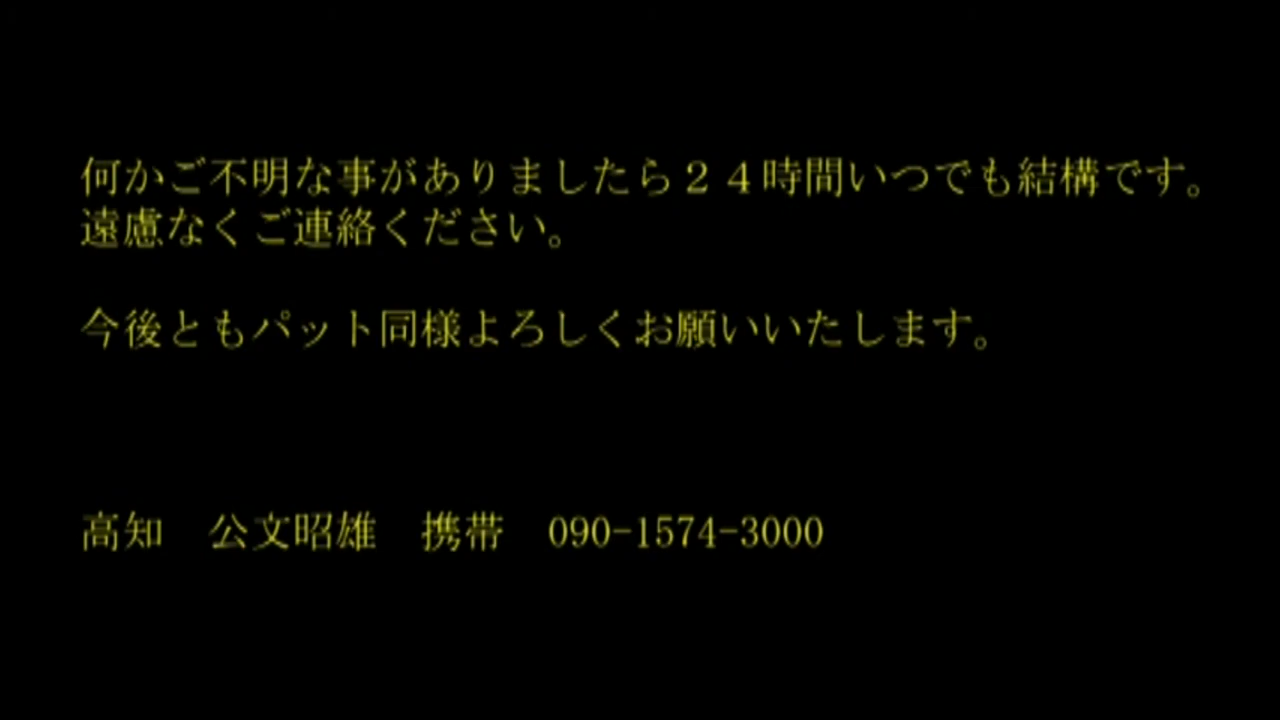 何かご不明な事がありましたら２４時間いつでも結構です。
遠慮なくご連絡ください。
今後ともパット同様よろしくお願いいたします。
高知　公文昭雄　携帯　090-1574-3000